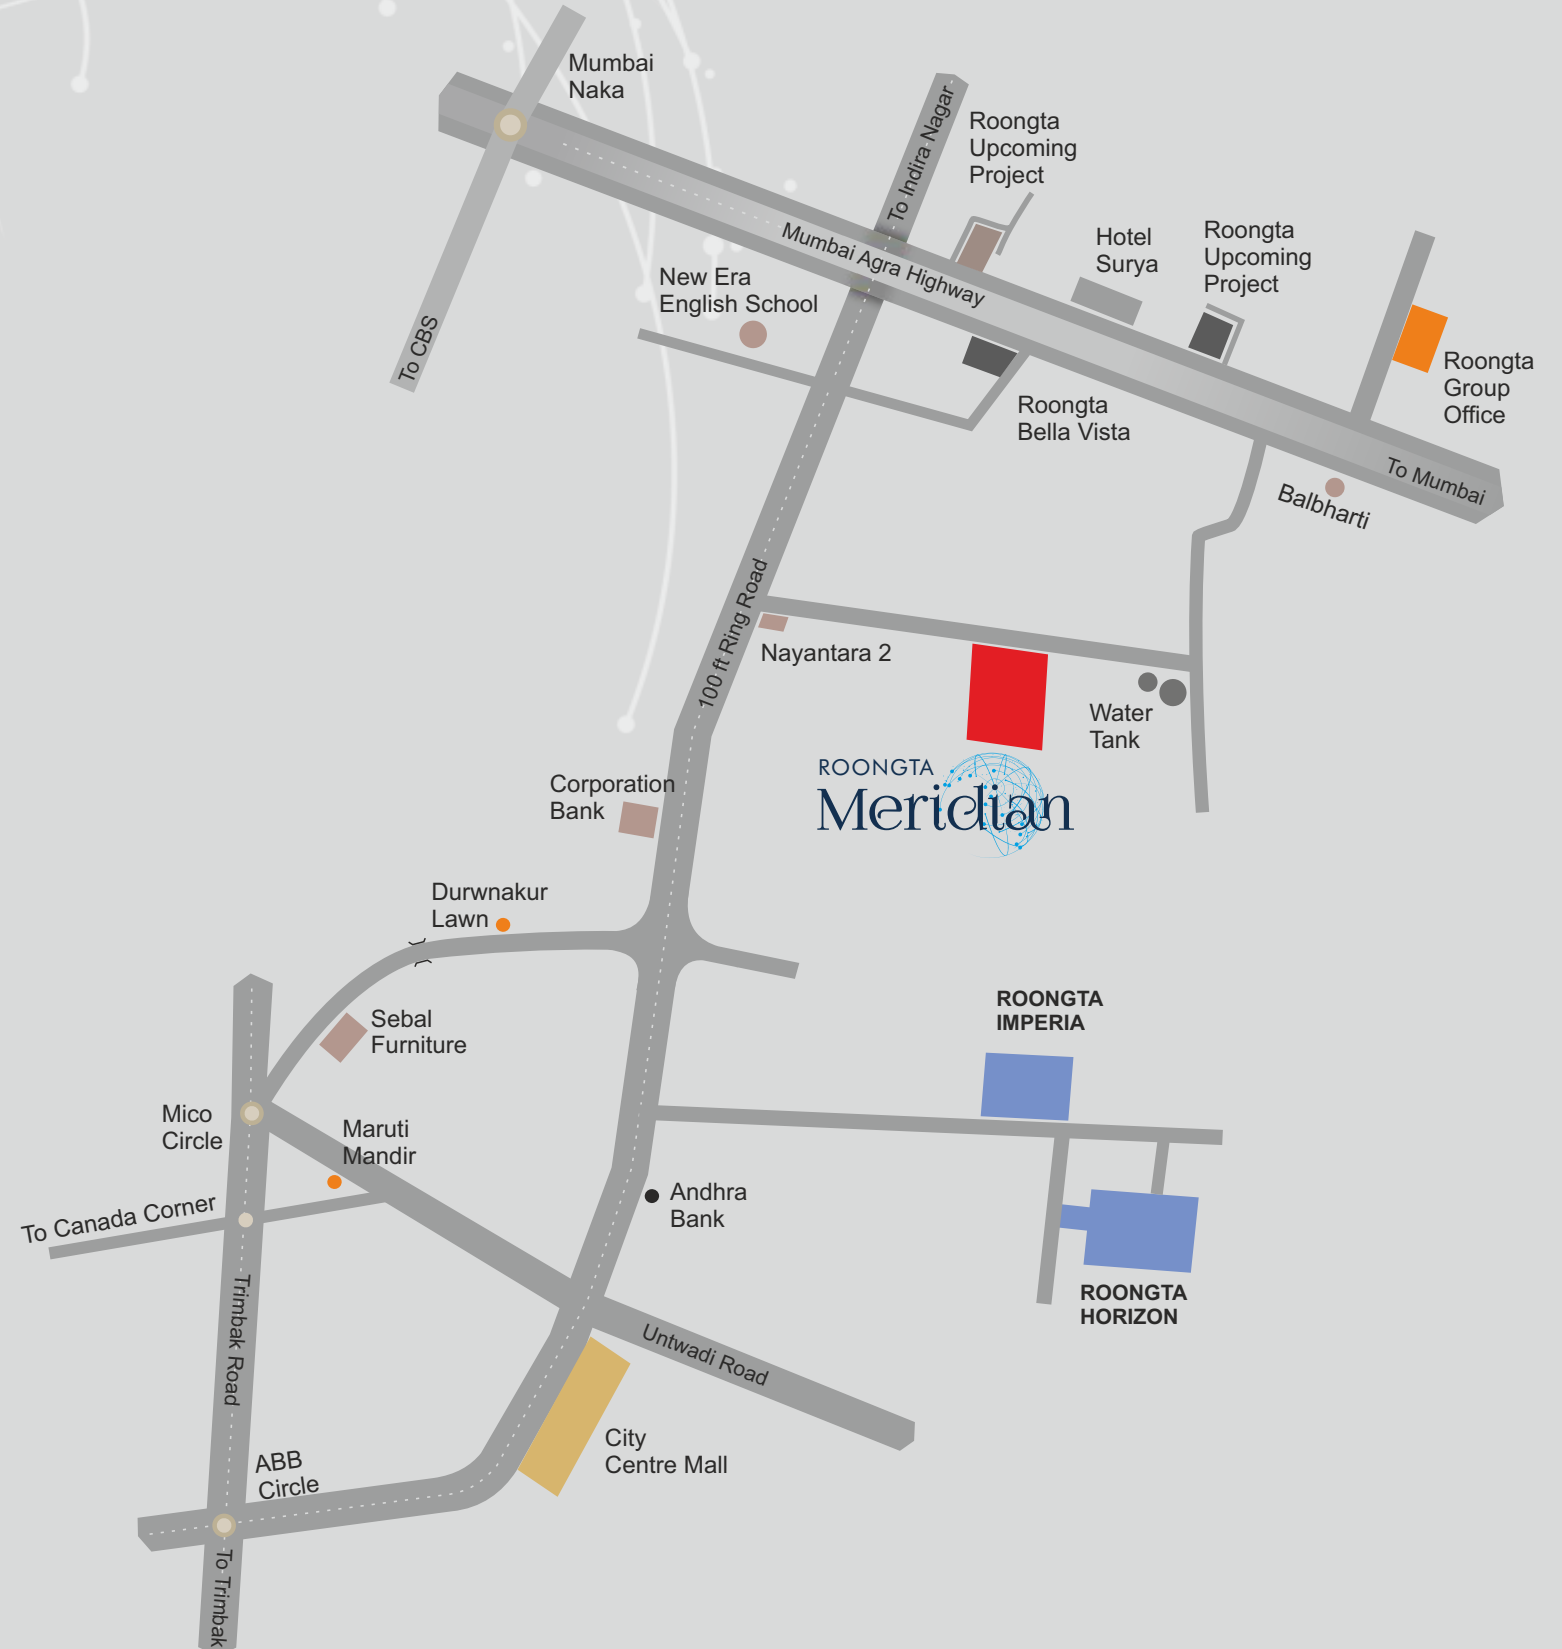 Mumbai
Naka
To Indira Nagar
Roongta
Upcoming
Project
Mumbai Agra Highway
Hotel
Surya
Roongta
Upcoming
Project
New Era
English School
To CBS
Roongta
Group
Office
Roongta
Bella Vista
To Mumbai
Balbharti
100 ft Ring Road
Nayantara 2
Water
Tank
ROONGTA
Meridian
Corporation
Bank
Durwnakur
Lawn
ROONGTA
IMPERIA
Sebal
Furniture
Mico
Circle
Maruti
Mandir
To Canada Corner
Andhra
Bank
ROONGTA
HORIZON
Trimbak Road
Untwadi Road
City
Centre Mall
ABB
Circle
To Trimbak